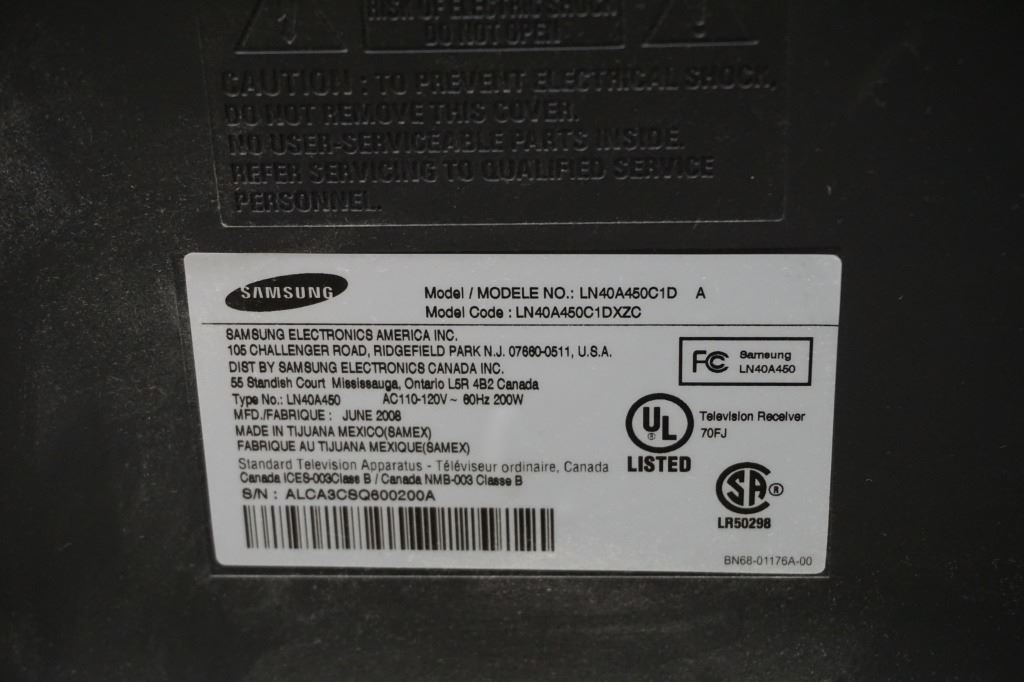 RISK OF ELECTRIC SHOCK
DO NOT OPEN
CAUTION : TO PREVENT ELECTRICAL SHOCK,
DO NOT REMOVE THIS COVER.
NO USER-SERVICEABLE PARTS INSIDE.
REFER SERVICING TO QUALIFIED SERVICE
PERSONNEL.
SAMSUNG
Model / MODELE NO.: LN40A450C1D A
Model Code : LN40A450C1DXZC
SAMSUNG ELECTRONICS AMERICA INC.
105 CHALLENGER ROAD, RIDGEFIELD PARK N.J. 07660-0511, U.S.A.
DIST BY SAMSUNG ELECTRONICS CANADA INC.
55 Standish Court Mississauga, Ontario L5R 4B2 Canada
Type No.: LN40A450 AC110-120V~ 60Hz 200W
MFD./FABRIQUE : JUNE 2008
MADE IN TIJUANA MEXICO(SAMEX)
FABRIQUE AU TIJUANA MEXIQUE(SAMEX)
Standard Television Apparatus - Téléviseur ordinaire, Canada
Canada ICES-003Class B / Canada NMB-003 Classe B
S/N : ALCA3CSQ600200A
FC Samsung
LN40A450
UL ®
LISTED
Television Receiver
70FJ
SA ®
LR50298
BN68-01176A-00